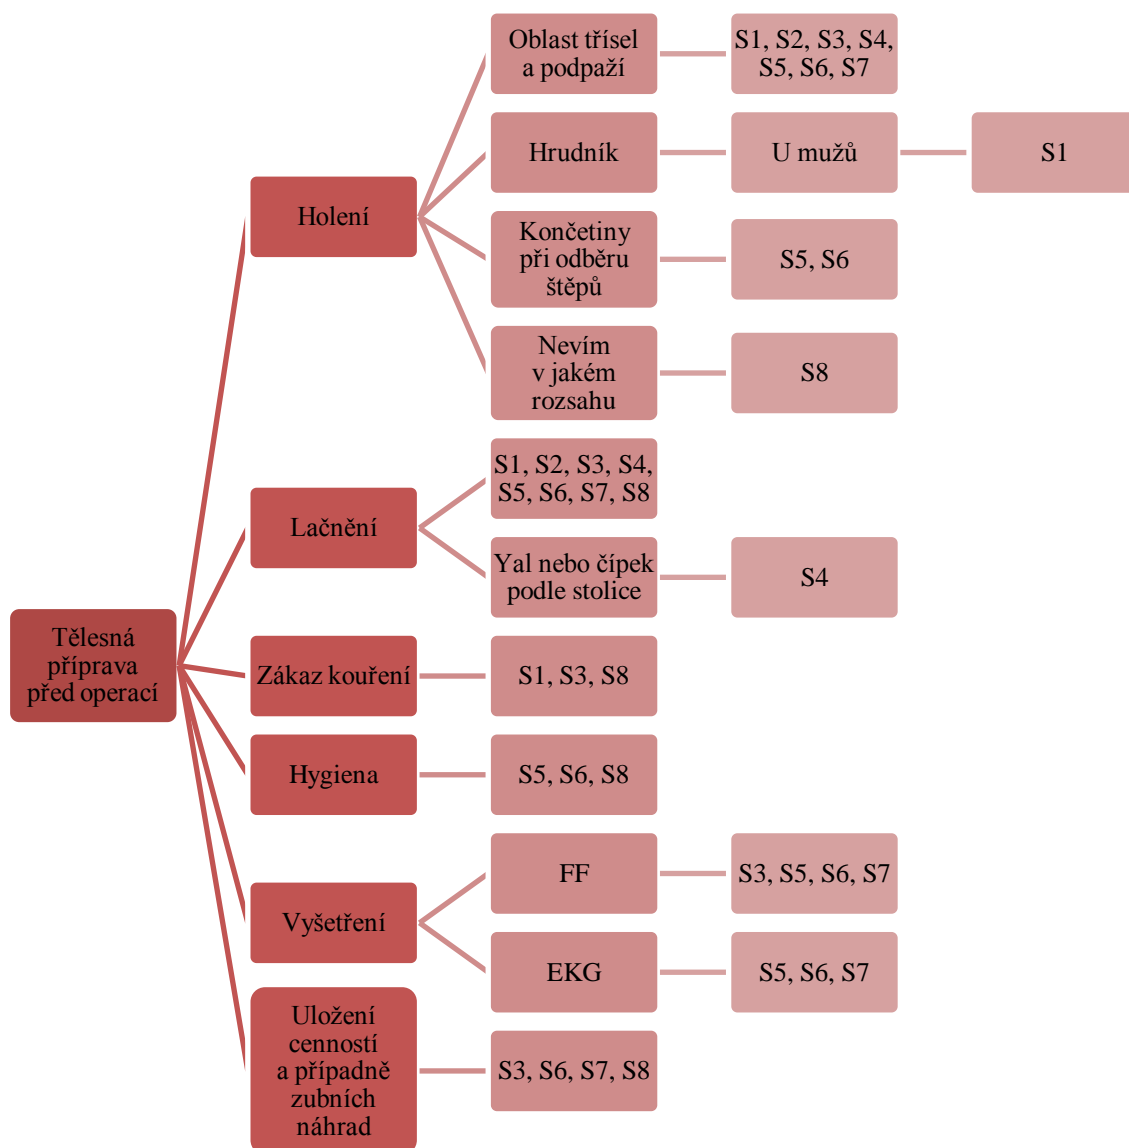 Tělesná
příprava
před operací
Holení
Oblast třísel
a podpaží
S1, S2, S3, S4,
S5, S6, S7
Hrudník
U mužů
S1
Končetiny
při odběru
štěpů
S5, S6
Nevím
v jakém
rozsahu
S8
Lačnění
S1, S2, S3, S4,
S5, S6, S7, S8
Yal nebo čípek
podle stolice
S4
Zákaz kouření
S1, S3, S8
Hygiena
S5, S6, S8
Vyšetření
FF
S3, S5, S6, S7
EKG
S5, S6, S7
Uložení
cenností
a případně
zubních
náhrad
S3, S6, S7, S8